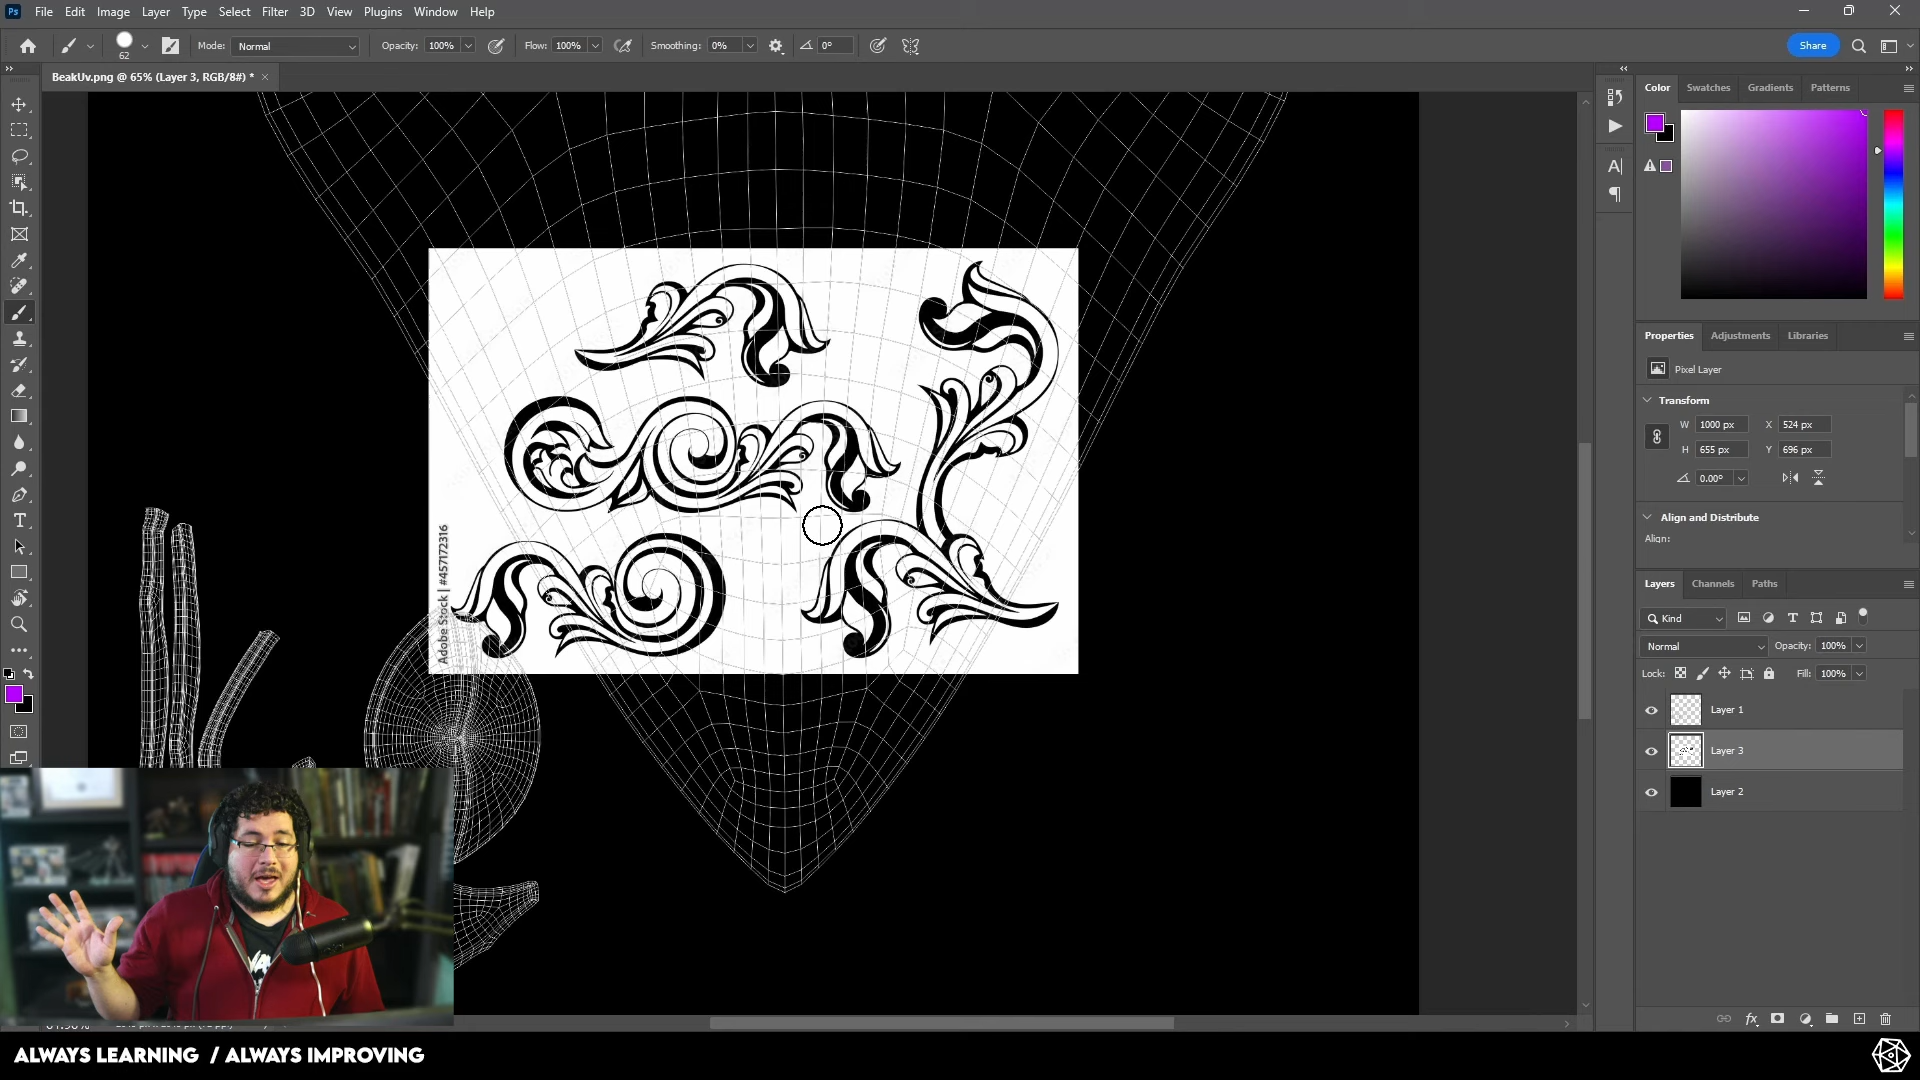 Ps File Edit Image Layer Type Select Filter 3D View Plugins Window Help
62 Mode: Normal Opacity: 100% Flow: 100% Smoothing: 0% 0° Share
BeakUv.png @ 65% (Layer 3, RGB/8#) *
Color Swatches Gradients Patterns
Properties Adjustments Libraries
Pixel Layer
Transform
W 1000 px X 524 px
H 655 px Y 696 px
0.00°
Align and Distribute
Align:
Layers Channels Paths
Kind
Normal Opacity: 100%
Lock: Fill: 100%
Layer 1
Layer 3
Layer 2
Adobe Stock | #457172316
ALWAYS LEARNING / ALWAYS IMPROVING